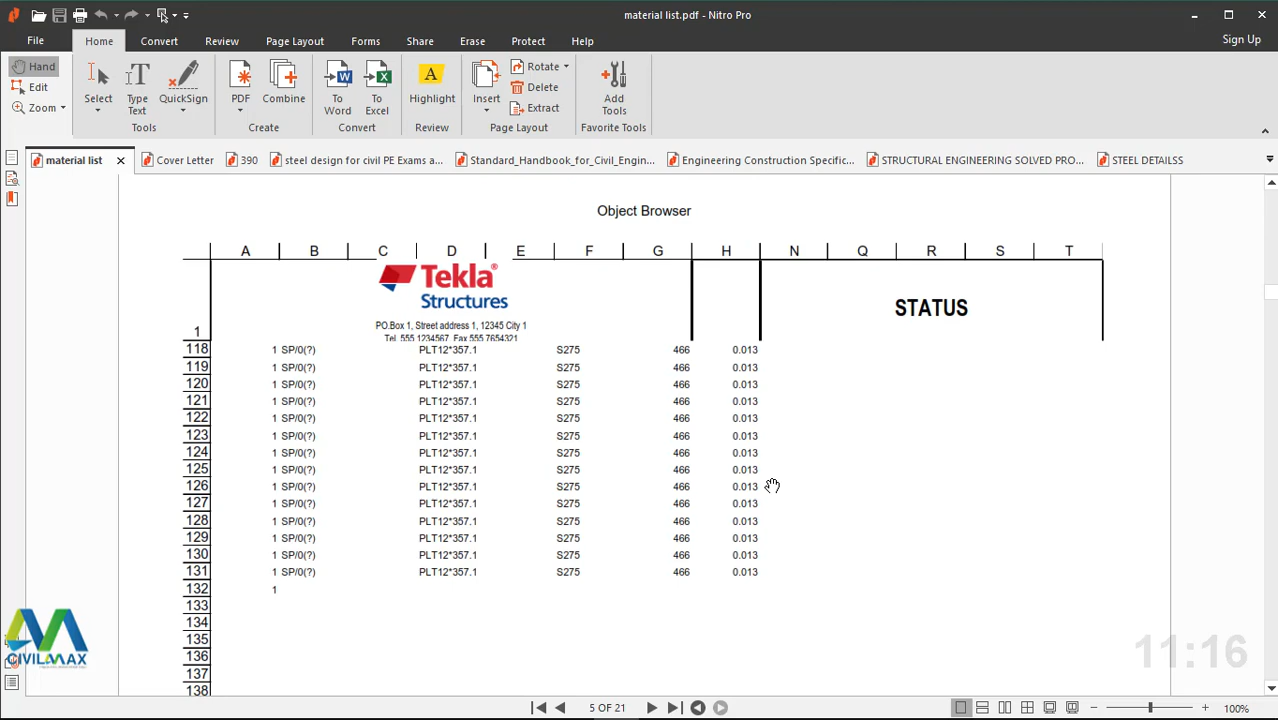 material list.pdf - Nitro Pro
File Home Convert Review Page Layout Forms Share Erase Protect Help Sign Up
Hand
Edit
Zoom
Select
Type Text
QuickSign
Tools
PDF
Combine
Create
To Word
To Excel
Convert
Highlight
Review
Insert
Rotate
Delete
Extract
Page Layout
Add Tools
Favorite Tools
material list Cover Letter 390 steel design for civil PE Exams a... Standard_Handbook_for_Civil_Engin... Engineering Construction Specific... STRUCTURAL ENGINEERING SOLVED PRO... STEEL DETAILSS
Object Browser
A B C D E F G H N Q R S T
Tekla®
Structures
PO.Box 1, Street address 1, 12345 City 1
Tel. 555 1234567, Fax 555 7654321
STATUS
1
118 1 SP/0(?) PLT12*357.1 S275 466 0.013
119 1 SP/0(?) PLT12*357.1 S275 466 0.013
120 1 SP/0(?) PLT12*357.1 S275 466 0.013
121 1 SP/0(?) PLT12*357.1 S275 466 0.013
122 1 SP/0(?) PLT12*357.1 S275 466 0.013
123 1 SP/0(?) PLT12*357.1 S275 466 0.013
124 1 SP/0(?) PLT12*357.1 S275 466 0.013
125 1 SP/0(?) PLT12*357.1 S275 466 0.013
126 1 SP/0(?) PLT12*357.1 S275 466 0.013
127 1 SP/0(?) PLT12*357.1 S275 466 0.013
128 1 SP/0(?) PLT12*357.1 S275 466 0.013
129 1 SP/0(?) PLT12*357.1 S275 466 0.013
130 1 SP/0(?) PLT12*357.1 S275 466 0.013
131 1 SP/0(?) PLT12*357.1 S275 466 0.013
132 1
133
134
135
136
137
138
CIVILMAX
11:16
5 OF 21
100%